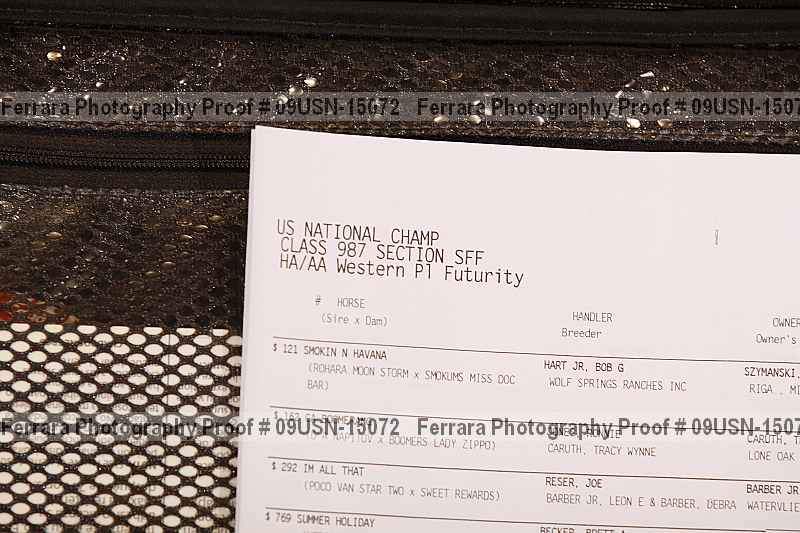 Ferrara Photography Proof # 09USN-15072 Ferrara Photography Proof # 09USN-1507
US NATIONAL CHAMP
CLASS 987 SECTION SFF
HA/AA Western Pl Futurity
# HORSE HANDLER OWNER
(Sire x Dam) Breeder Owner's
$ 121 SMOKIN N HAVANA HART JR, BOB G SZYMANSKI,
(ROHARA MOON STORM x SMOKUMS MISS DOC WOLF SPRINGS RANCHES INC RIGA , MI
BAR)
Ferrara Photography Proof # 09USN-15072 Ferrara Photography Proof # 09USN-1507
x BOOMERS LADY ZIPPO) CARUTH, TRACY WYNNE LONE OAK
$ 292 IM ALL THAT RESER, JOE BARBER JR
(POCO VAN STAR TWO x SWEET REWARDS) BARBER JR, LEON E & BARBER, DEBRA WATERVLIE
$ 769 SUMMER HOLIDAY